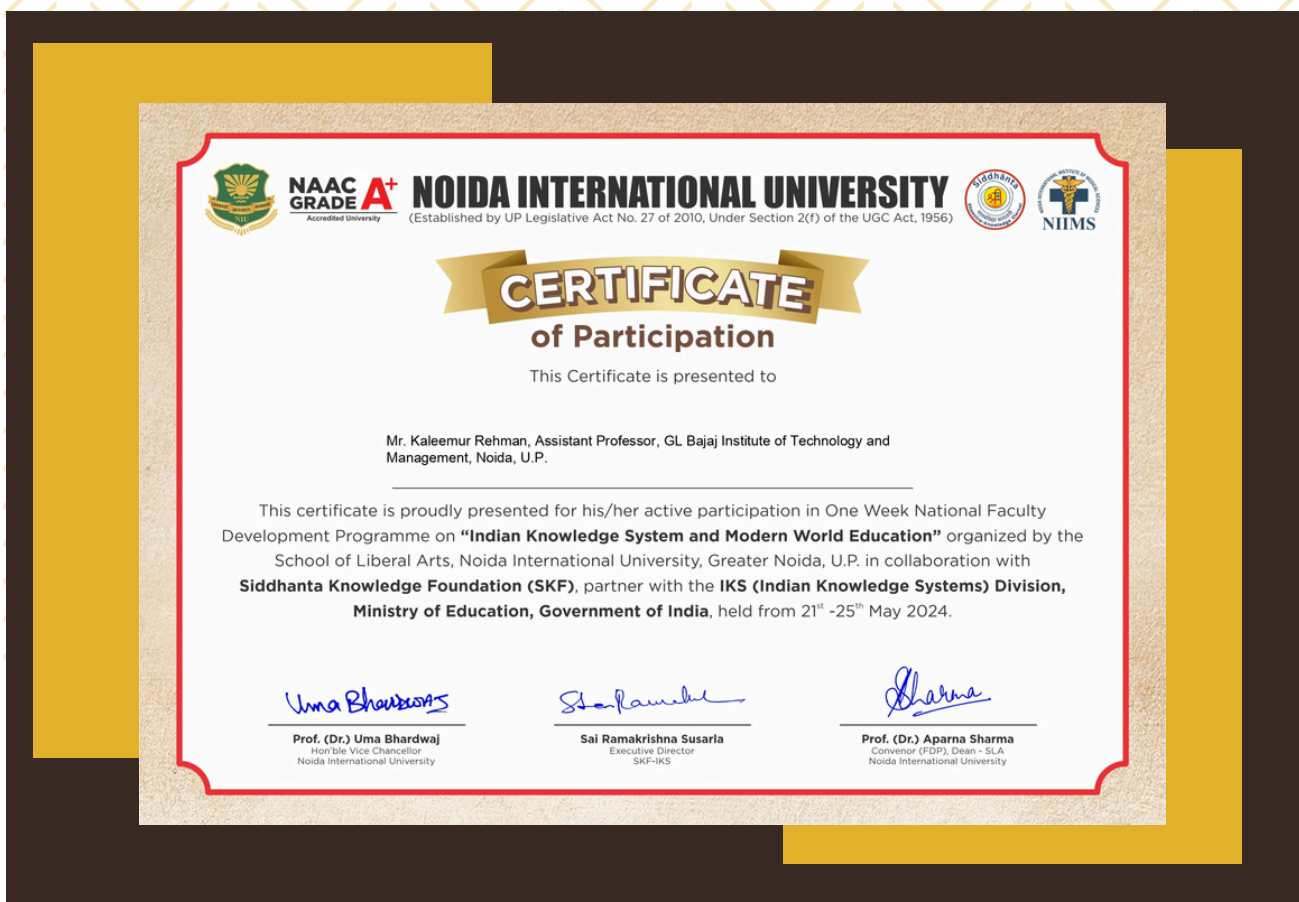 NAAC
GRADE A+
Accredited University
NOIDA INTERNATIONAL UNIVERSITY
(Established by UP Legislative Act No. 27 of 2010, Under Section 2(f) of the UGC Act, 1956)
NIU
Siddhānta
NIIMS
CERTIFICATE
of Participation
This Certificate is presented to
Mr. Kaleemur Rehman, Assistant Professor, GL Bajaj Institute of Technology and
Management, Noida, U.P.
This certificate is proudly presented for his/her active participation in One Week National Faculty
Development Programme on “Indian Knowledge System and Modern World Education” organized by the
School of Liberal Arts, Noida International University, Greater Noida, U.P. in collaboration with
Siddhanta Knowledge Foundation (SKF), partner with the IKS (Indian Knowledge Systems) Division,
Ministry of Education, Government of India, held from 21st -25th May 2024.
Uma Bhardwaj
Sharma
Prof. (Dr.) Uma Bhardwaj
Hon'ble Vice Chancellor
Noida International University
Sai Ramakrishna Susarla
Executive Director
SKF-IKS
Prof. (Dr.) Aparna Sharma
Convenor (FDP), Dean - SLA
Noida International University